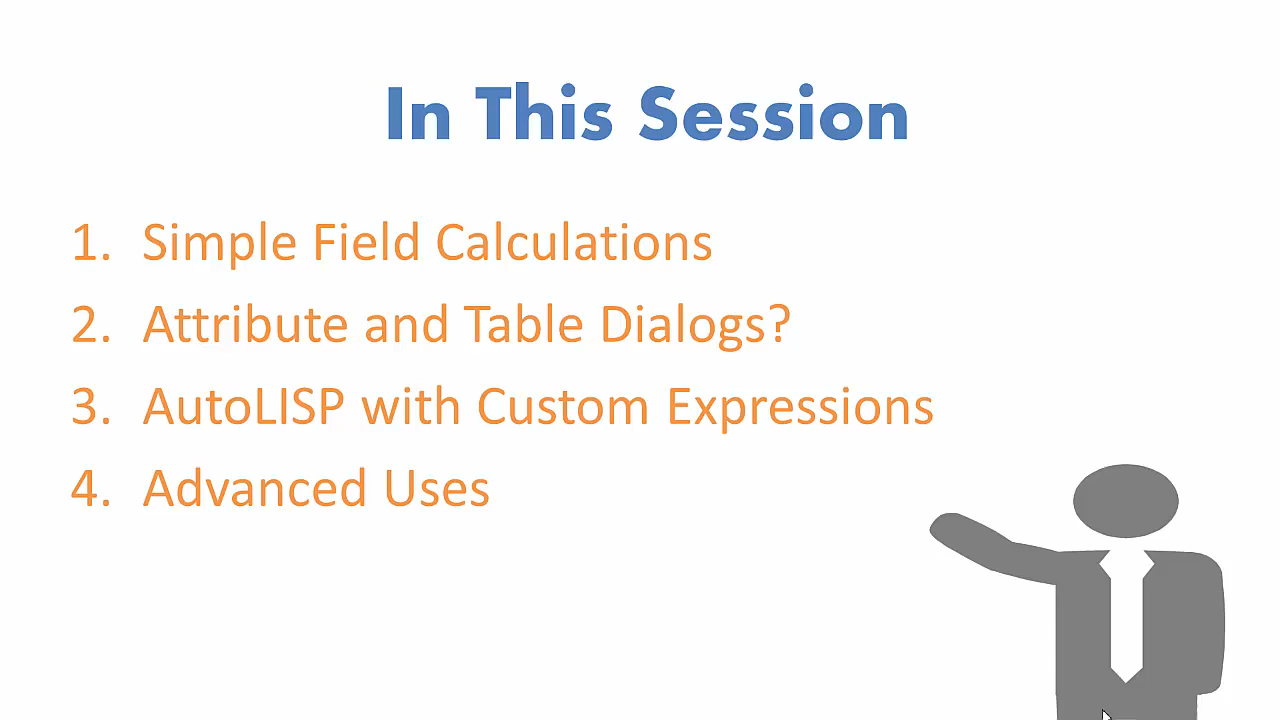 In This Session
1. Simple Field Calculations
2. Attribute and Table Dialogs?
3. AutoLISP with Custom Expressions
4. Advanced Uses